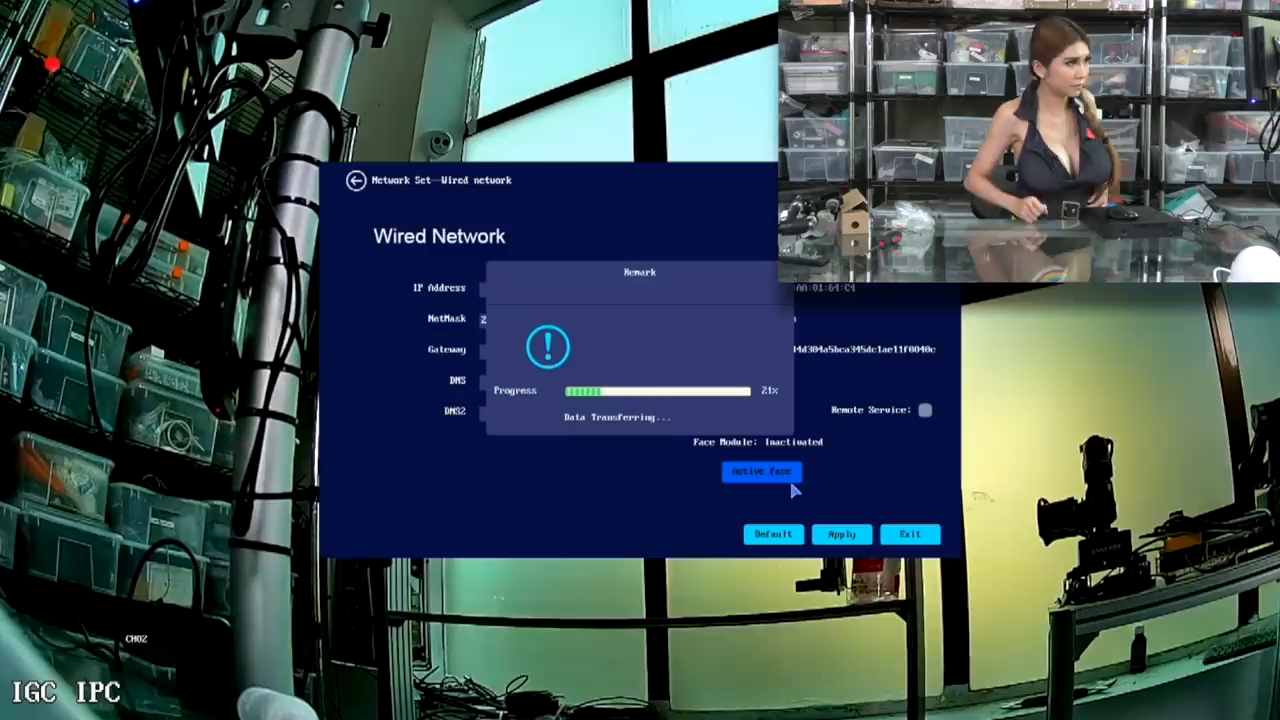 Network Set—Wired network
Wired Network
Remark
IP Address
NetMask
2
Gateway
DNS
Progress
21%
DNS2
Data Transferring...
Remote Service:
Face Module: Inactivated
Active Face
Default
Apply
Exit
CH02
IGC IPC